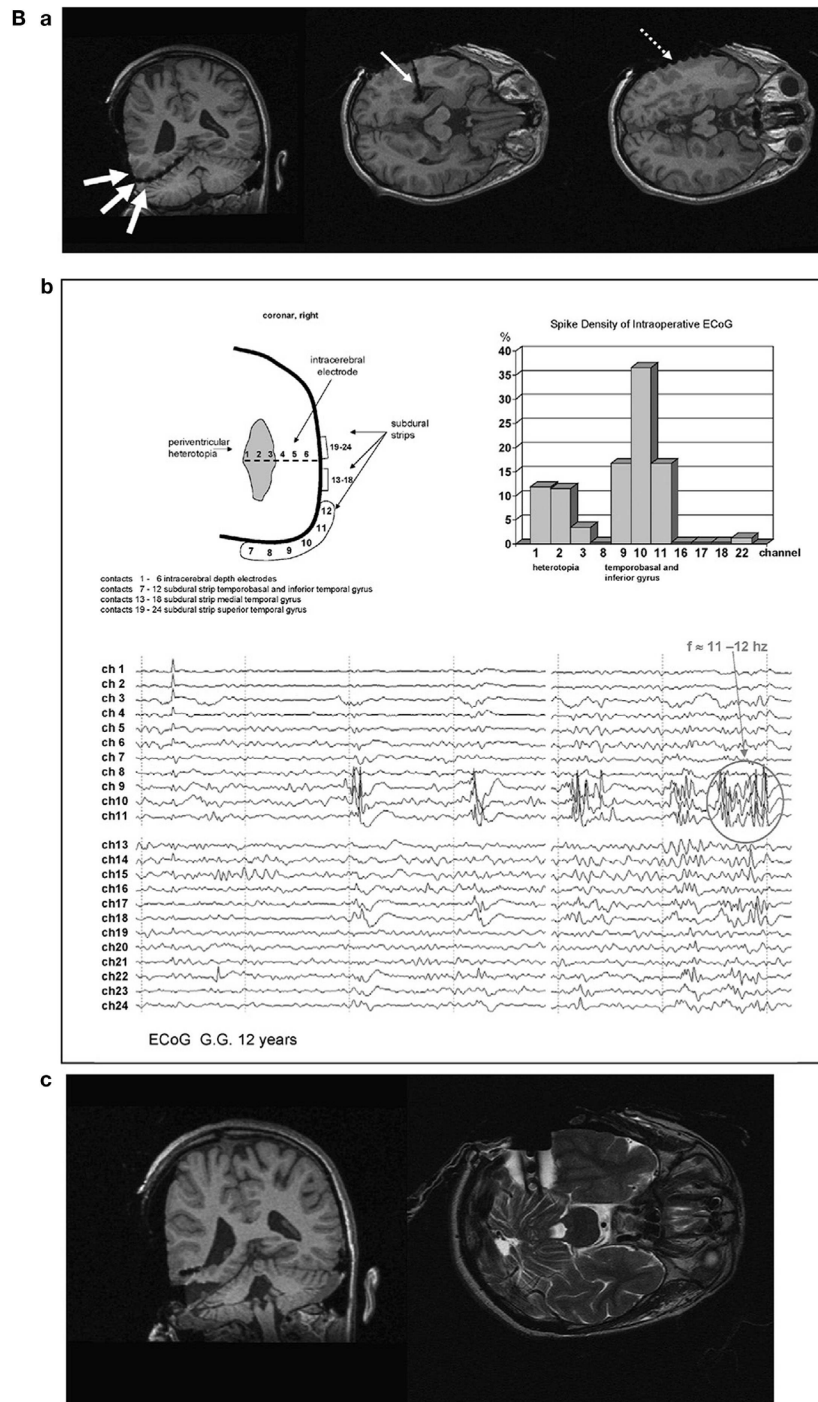 B a
b
coronar, right
intracerebral
electrode
periventricular
heterotopia
subdural
strips
1 2 3 4 5 6
19-24
13-18
12
11
10
9
8
7
contacts 1 - 6 intracerebral depth electrodes
contacts 7 - 12 subdural strip temporobasal and inferior temporal gyrus
contacts 13 - 18 subdural strip medial temporal gyrus
contacts 19 - 24 subdural strip superior temporal gyrus
Spike Density of Intraoperative ECoG
%
40
35
30
25
20
15
10
5
0
1 2 3 8 9 10 11 16 17 18 22 channel
heterotopia
temporobasal and
inferior gyrus
f ≈ 11 –12 hz
ch 1
ch 2
ch 3
ch 4
ch 5
ch 6
ch 7
ch 8
ch 9
ch10
ch11
ch13
ch14
ch15
ch16
ch17
ch18
ch19
ch20
ch21
ch22
ch23
ch24
ECoG G.G. 12 years
c